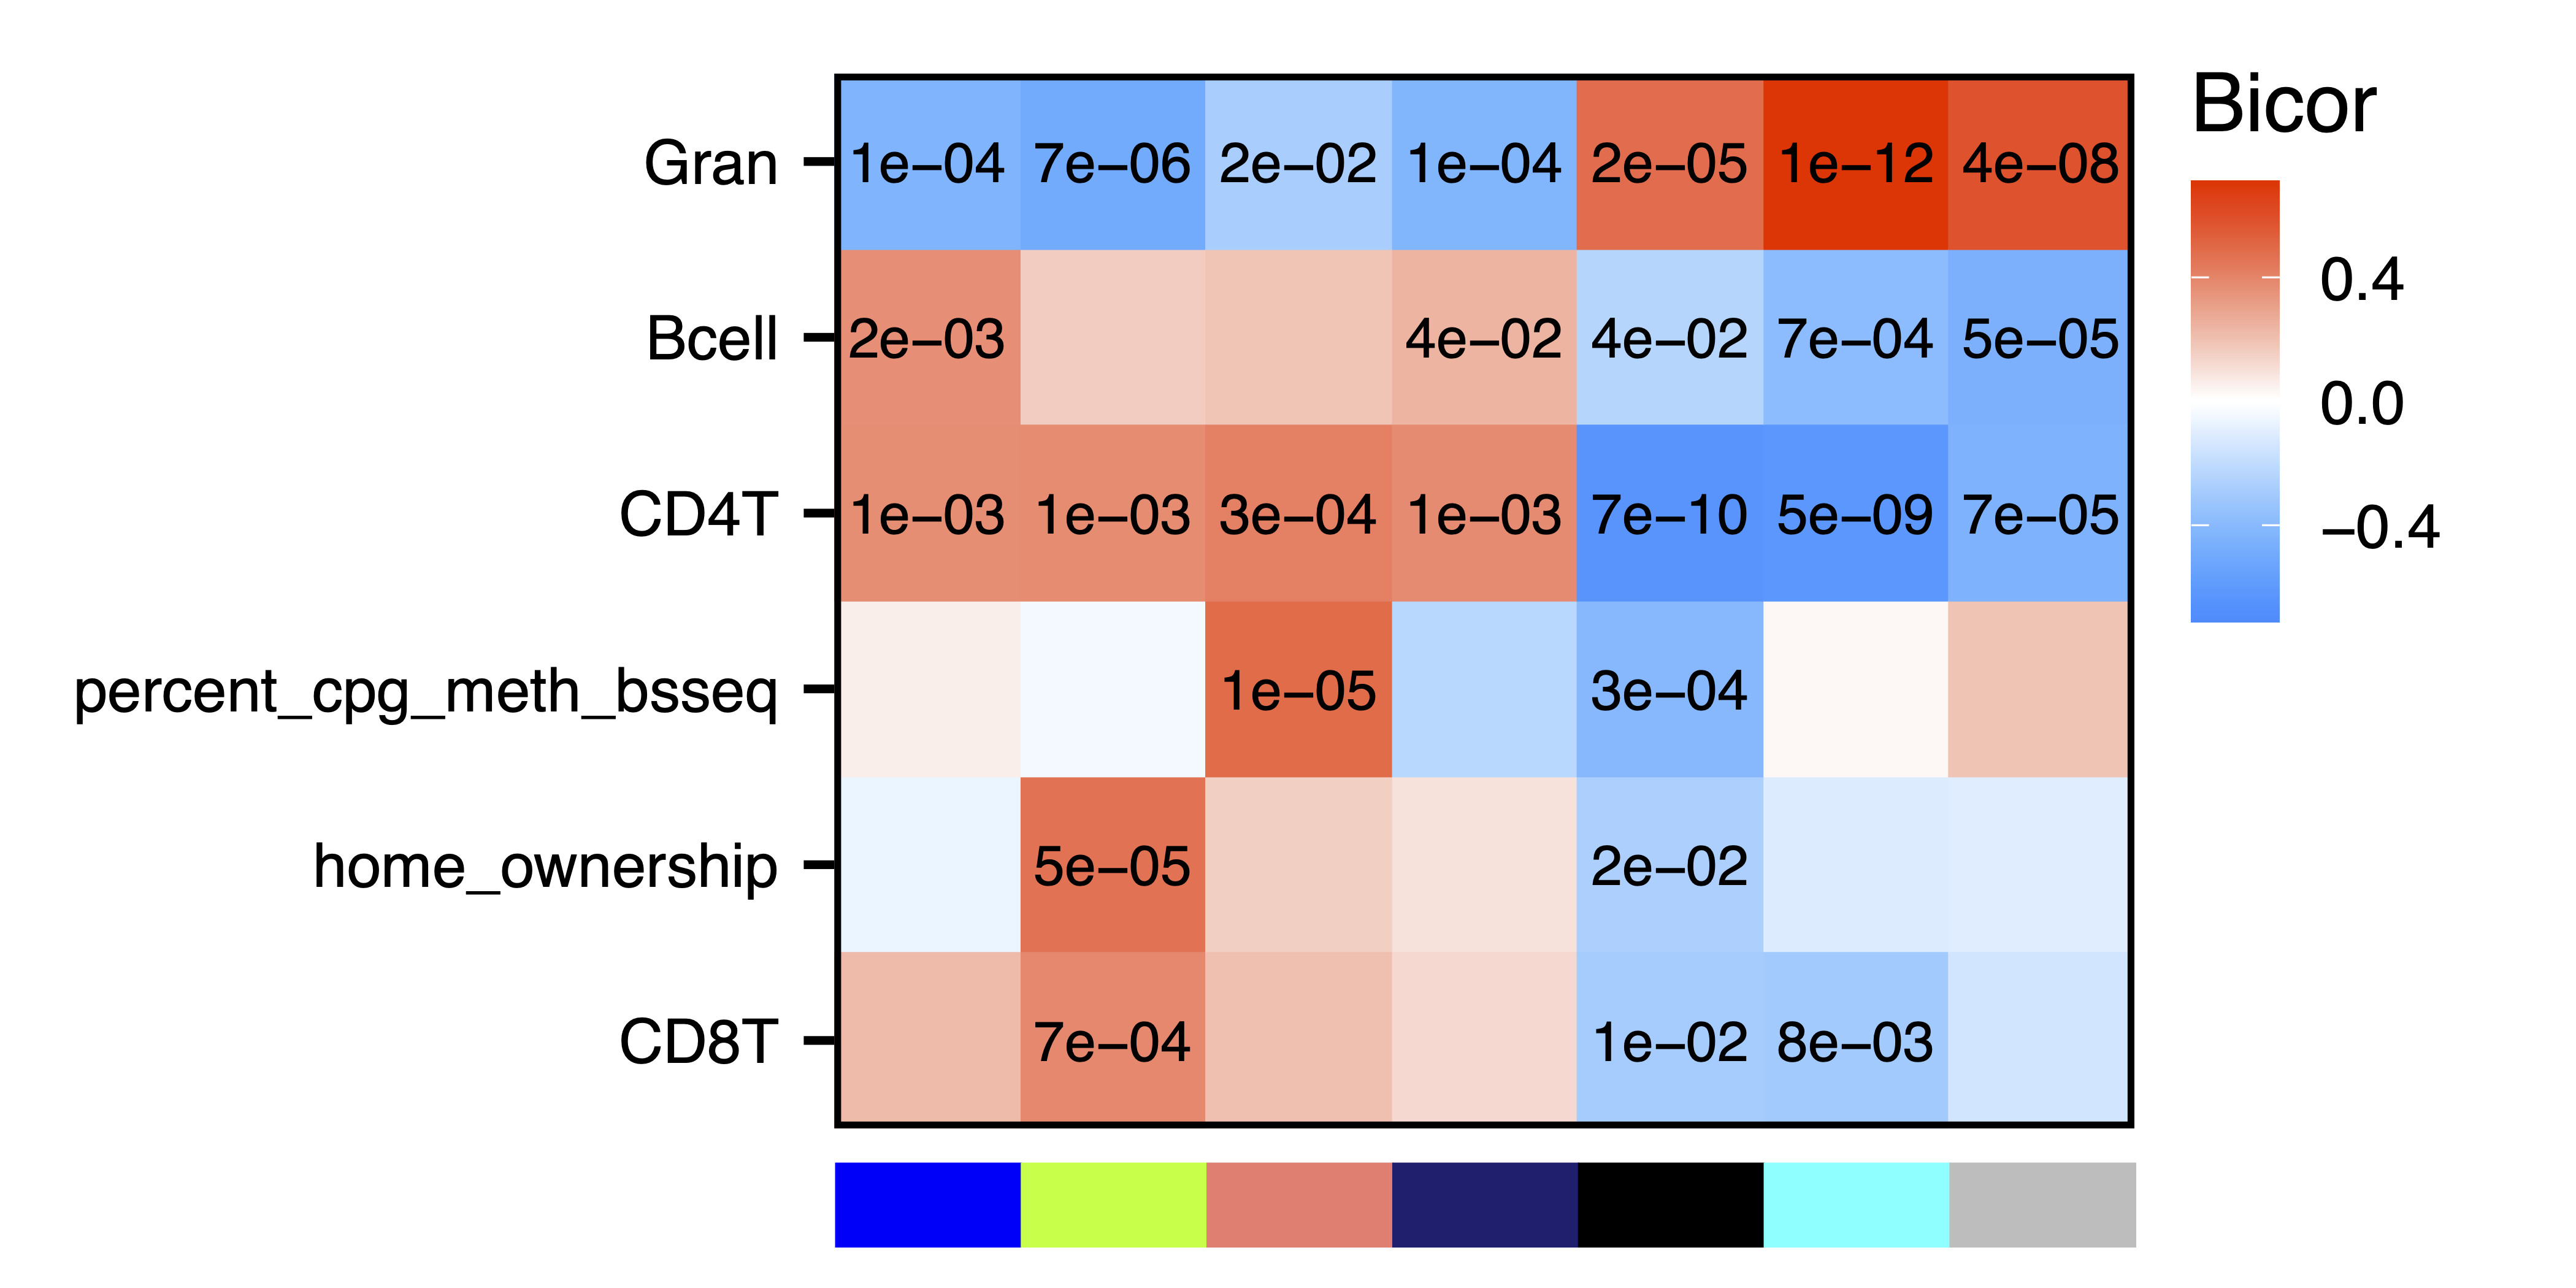 Bicor
Gran 1e−04 7e−06 2e−02 1e−04 2e−05 1e−12 4e−08
Bcell 2e−03 4e−02 4e−02 7e−04 5e−05
CD4T 1e−03 1e−03 3e−04 1e−03 7e−10 5e−09 7e−05
percent_cpg_meth_bsseq 1e−05 3e−04
home_ownership 5e−05 2e−02
CD8T 7e−04 1e−02 8e−03
0.4
0.0
−0.4